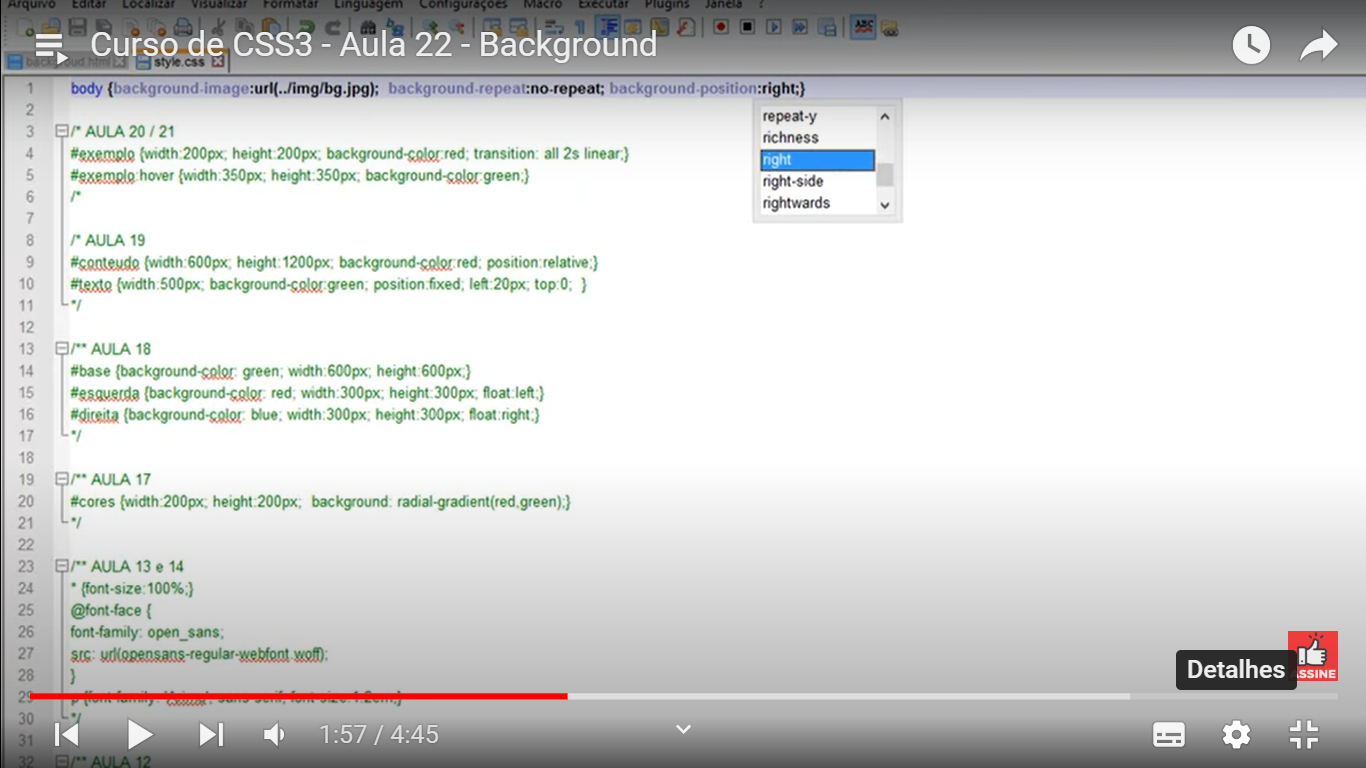 Arquivo Editar Localizar Visualizar Formatar Linguagem Configurações Macro Executar Plugins Janela ?
Curso de CSS3 - Aula 22 - Background
style.css
1 body {background-image:url(../img/bg.jpg); background-repeat:no-repeat; background-position:right;}
2
repeat-y
richness
right
right-side
rightwards
3 /* AULA 20 / 21
4 #exemplo {width:200px; height:200px; background-color:red; transition: all 2s linear;}
5 #exemplo:hover {width:350px; height:350px; background-color:green;}
6 /*
7
8 /* AULA 19
9 #conteudo {width:600px; height:1200px; background-color:red; position:relative;}
10 #texto {width:500px; background-color:green; position:fixed; left:20px; top:0; }
11 */
12
13 /** AULA 18
14 #base {background-color: green; width:600px; height:600px;}
15 #esquerda {background-color: red; width:300px; height:300px; float:left;}
16 #direita {background-color: blue; width:300px; height:300px; float:right;}
17 */
18
19 /** AULA 17
20 #cores {width:200px; height:200px; background: radial-gradient(red,green);}
21 */
22
23 /** AULA 13 e 14
24 * {font-size:100%;}
25 @font-face {
26 font-family: open_sans;
27 src: url(opensans-regular-webfont.woff);
28 }
29
30 */
31
32 /** AULA 12
Detalhes
ASSINE
1:57 / 4:45